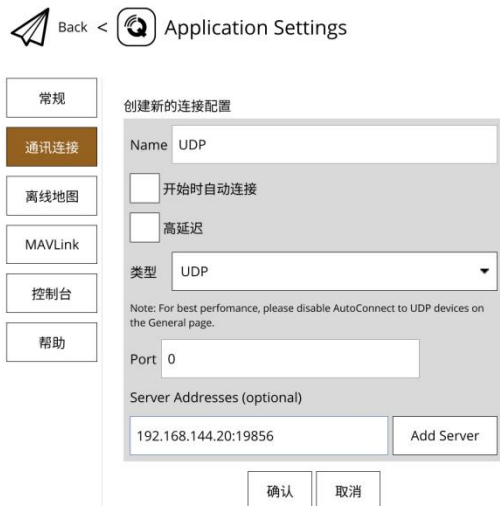 Back < Application Settings
常规
通讯连接
离线地图
MAVLink
控制台
帮助
创建新的连接配置
Name UDP
开始时自动连接
高延迟
类型 UDP
Note: For best perfomance, please disable AutoConnect to UDP devices on
the General page.
Port 0
Server Addresses (optional)
192.168.144.20:19856 Add Server
确认 取消